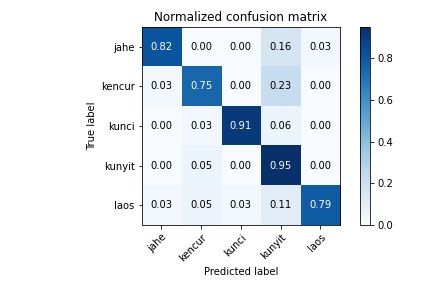 Normalized confusion matrix
True label
jahe 0.82 0.00 0.00 0.16 0.03
kencur 0.03 0.75 0.00 0.23 0.00
kunci 0.00 0.03 0.91 0.06 0.00
kunyit 0.00 0.05 0.00 0.95 0.00
laos 0.03 0.05 0.03 0.11 0.79
jahe kencur kunci kunyit laos
Predicted label
0.8
0.6
0.4
0.2
0.0